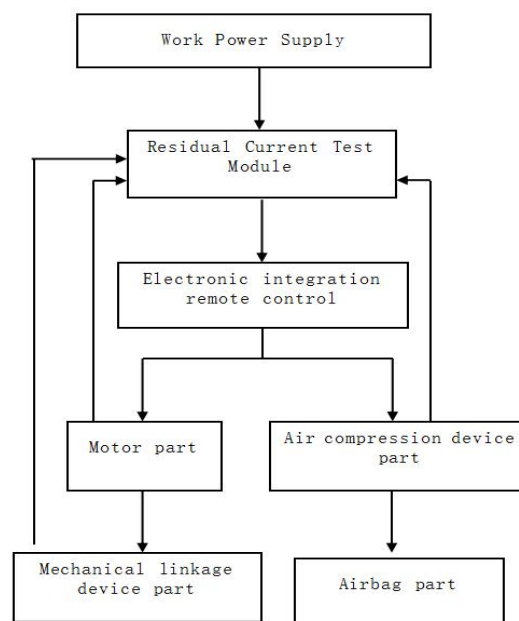 Work Power Supply
Residual Current Test
Module
Electronic integration
remote control
Motor part
Air compression device
part
Mechanical linkage
device part
Airbag part